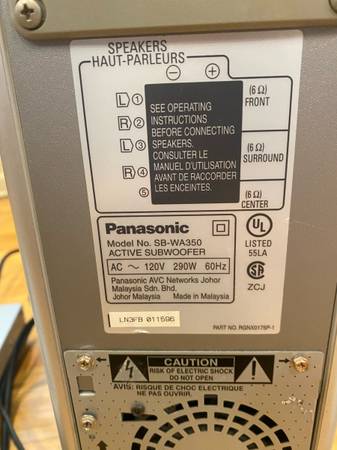 SPEAKERS
HAUT-PARLEURS
− +
L 1
R 2
L 3
R 4
5
SEE OPERATING
INSTRUCTIONS
BEFORE CONNECTING
SPEAKERS.
CONSULTER LE
MANUEL D'UTILISATION
AVANT DE RACCORDER
LES ENCEINTES.
(6 Ω)
FRONT
(6 Ω)
SURROUND
(6 Ω)
CENTER
Panasonic
Model No. SB-WA350
ACTIVE SUBWOOFER
AC ~ 120V 290W 60Hz
Panasonic AVC Networks Johor
Malaysia Sdn. Bhd.
Johor Malaysia Made in Malaysia
UL
LISTED
55LA
ZCJ
LN3FB 011596
PART NO. RGNX0179P-1
CAUTION
RISK OF ELECTRIC SHOCK
DO NOT OPEN
AVIS: RISQUE DE CHOC ELECTRIQUE
NE PAS OUVRIR